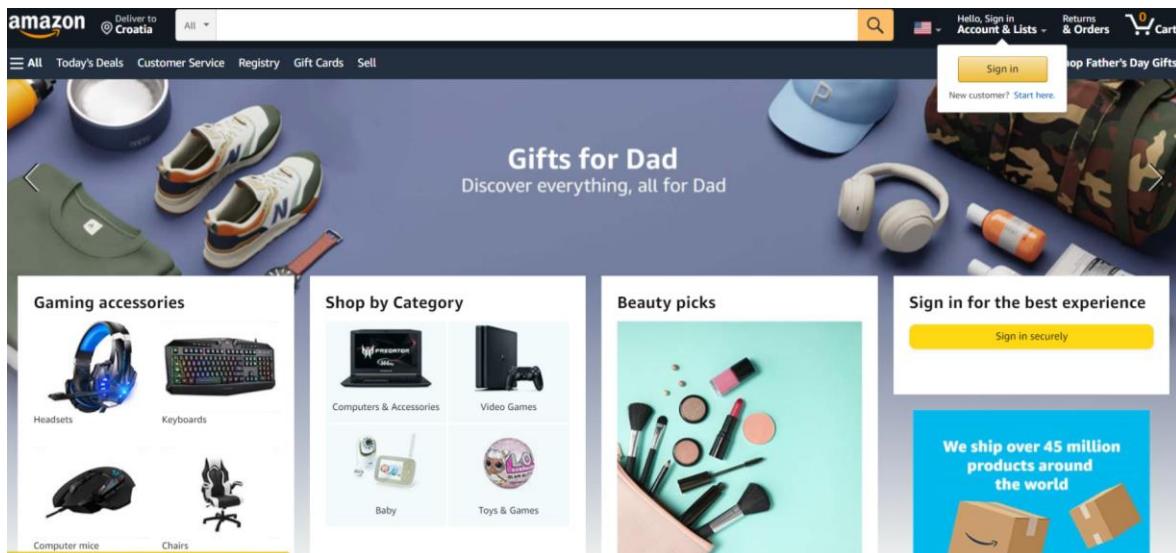 amazon
Deliver to
Croatia
All
Hello, Sign in
Account & Lists
Returns
& Orders
0
Cart
All Today's Deals Customer Service Registry Gift Cards Sell
op Father's Day Gifts
Sign in
New customer? Start here.
P
N
N
Gifts for Dad
Discover everything, all for Dad
Gaming accessories
Headsets
Keyboards
Computer mice
Chairs
Shop by Category
PREDATOR
Computers & Accessories
Video Games
Baby
Toys & Games
Beauty picks
Sign in for the best experience
Sign in securely
We ship over 45 million
products around
the world